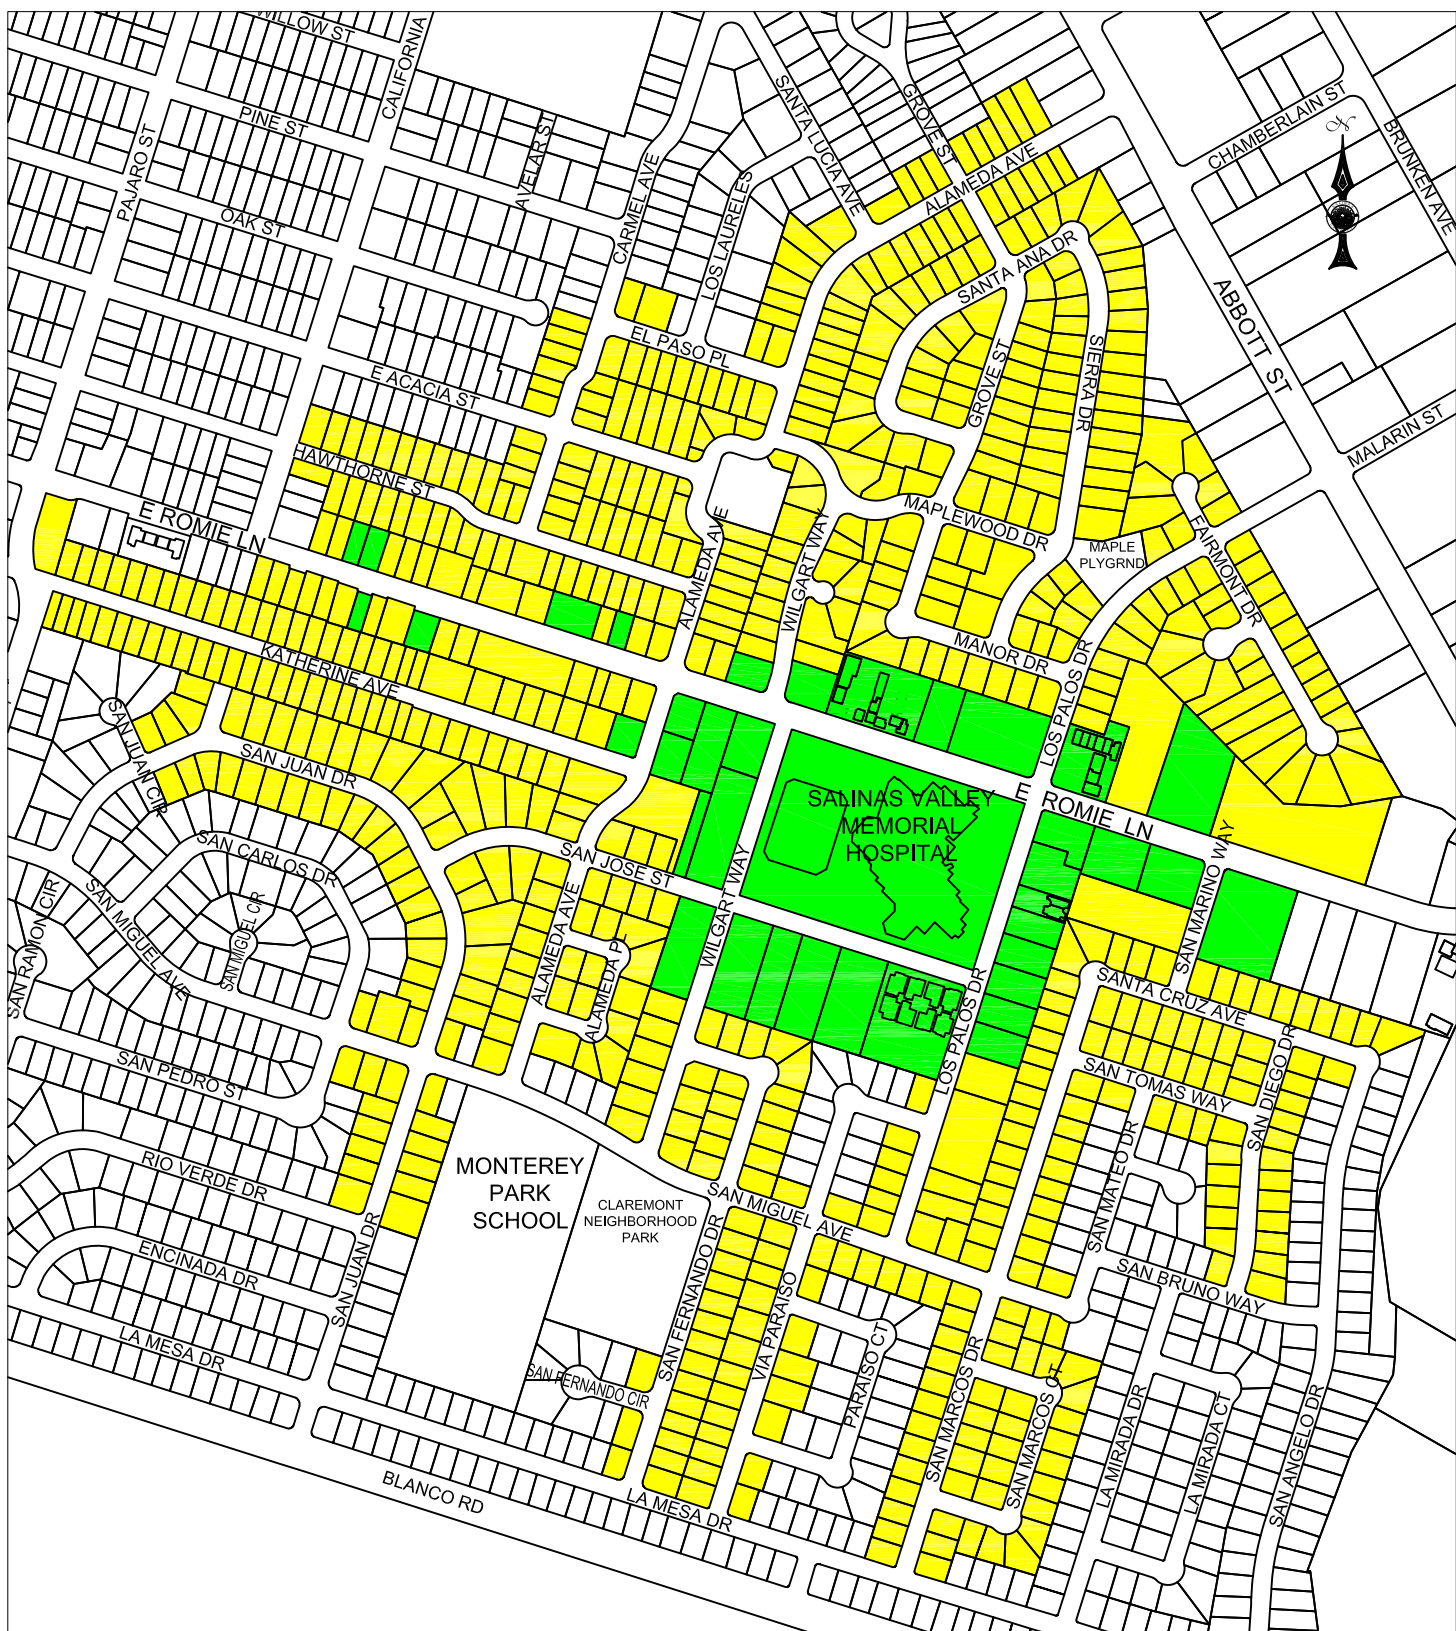 WILLOW ST
CALIFORNIA
PINE ST
PAJARO ST
OAK ST
AVELAR ST
CARMEL AVE
LOS LAURELES
SANTA LUCIA AVE
GROVE ST
ALAMEDA AVE
CHAMBERLAIN ST
BRUNKEN AVE
ABBOTT ST
MALARIN ST
SANTA ANA DR
SIERRA DR
GROVE ST
EL PASO PL
E ACACIA ST
HAWTHORNE ST
E ROMIE LN
KATHERINE AVE
ALAMEDA AVE
WILGART WAY
MAPLEWOOD DR
MAPLE
PLYGRND
FAIRMONT DR
MANOR DR
LOS PALOS DR
SAN JUAN CIR
SAN JUAN DR
SAN CARLOS DR
SAN MIGUEL CIR
SAN MIGUEL AVE
SAN RAMON CIR
SAN JOSE ST
ALAMEDA AVE
ALAMEDA PL
WILGART WAY
SALINAS VALLEY
MEMORIAL
HOSPITAL
E ROMIE LN
SAN MARINO WAY
LOS PALOS DR
SANTA CRUZ AVE
SAN TOMAS WAY
SAN DIEGO DR
SAN MATEO DR
SAN BRUNO WAY
SAN PEDRO ST
RIO VERDE DR
ENCINADA DR
LA MESA DR
SAN JUAN DR
MONTEREY
PARK
SCHOOL
CLAREMONT
NEIGHBORHOOD
PARK
SAN MIGUEL AVE
SAN FERNANDO DR
SAN FERNANDO CIR
VIA PARAISO
PARAISO CT
SAN MARCOS DR
SAN MARCOS CT
LA MIRADA DR
LA MIRADA CT
SAN ANGELO DR
BLANCO RD
LA MESA DR